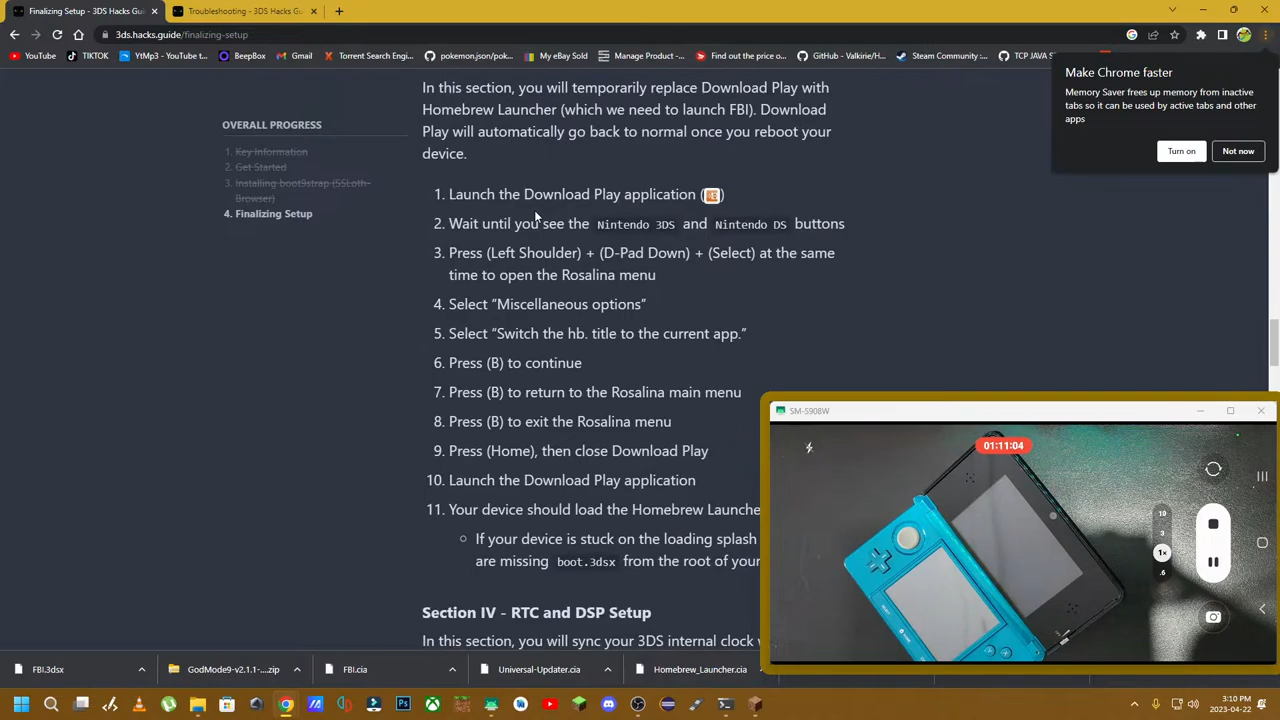 Finalizing Setup - 3DS Hacks Gui
Troubleshooting - 3DS Hacks Gu
3ds.hacks.guide/finalizing-setup
YouTube
TIKTOK
YtMp3 - YouTube to...
BeepBox
Gmail
Torrent Search Engin...
pokemon.json/pok...
My eBay Sold
Manage Product -...
Find out the price o...
GitHub - Valkirie/H...
Steam Community :...
TCP JAVA S
Make Chrome faster
Memory Saver frees up memory from inactive
tabs so it can be used by active tabs and other
apps
Turn on
Not now
OVERALL PROGRESS
1. Key Information
2. Get Started
3. Installing boot9strap (SSLoth-
Browser)
4. Finalizing Setup
In this section, you will temporarily replace Download Play with
Homebrew Launcher (which we need to launch FBI). Download
Play will automatically go back to normal once you reboot your
device.
1. Launch the Download Play application ( )
2. Wait until you see the Nintendo 3DS and Nintendo DS buttons
3. Press (Left Shoulder) + (D-Pad Down) + (Select) at the same
time to open the Rosalina menu
4. Select “Miscellaneous options”
5. Select “Switch the hb. title to the current app.”
6. Press (B) to continue
7. Press (B) to return to the Rosalina main menu
8. Press (B) to exit the Rosalina menu
9. Press (Home), then close Download Play
10. Launch the Download Play application
11. Your device should load the Homebrew Launche
If your device is stuck on the loading splash
are missing boot.3dsx from the root of your
Section IV - RTC and DSP Setup
In this section, you will sync your 3DS internal clock
SM-S908W
01:11:04
10
3
1x
.6
FBI.3dsx
GodMode9-v2.1.1-....zip
FBI.cia
Universal-Updater.cia
Homebrew_Launcher.cia
3:10 PM
2023-04-22